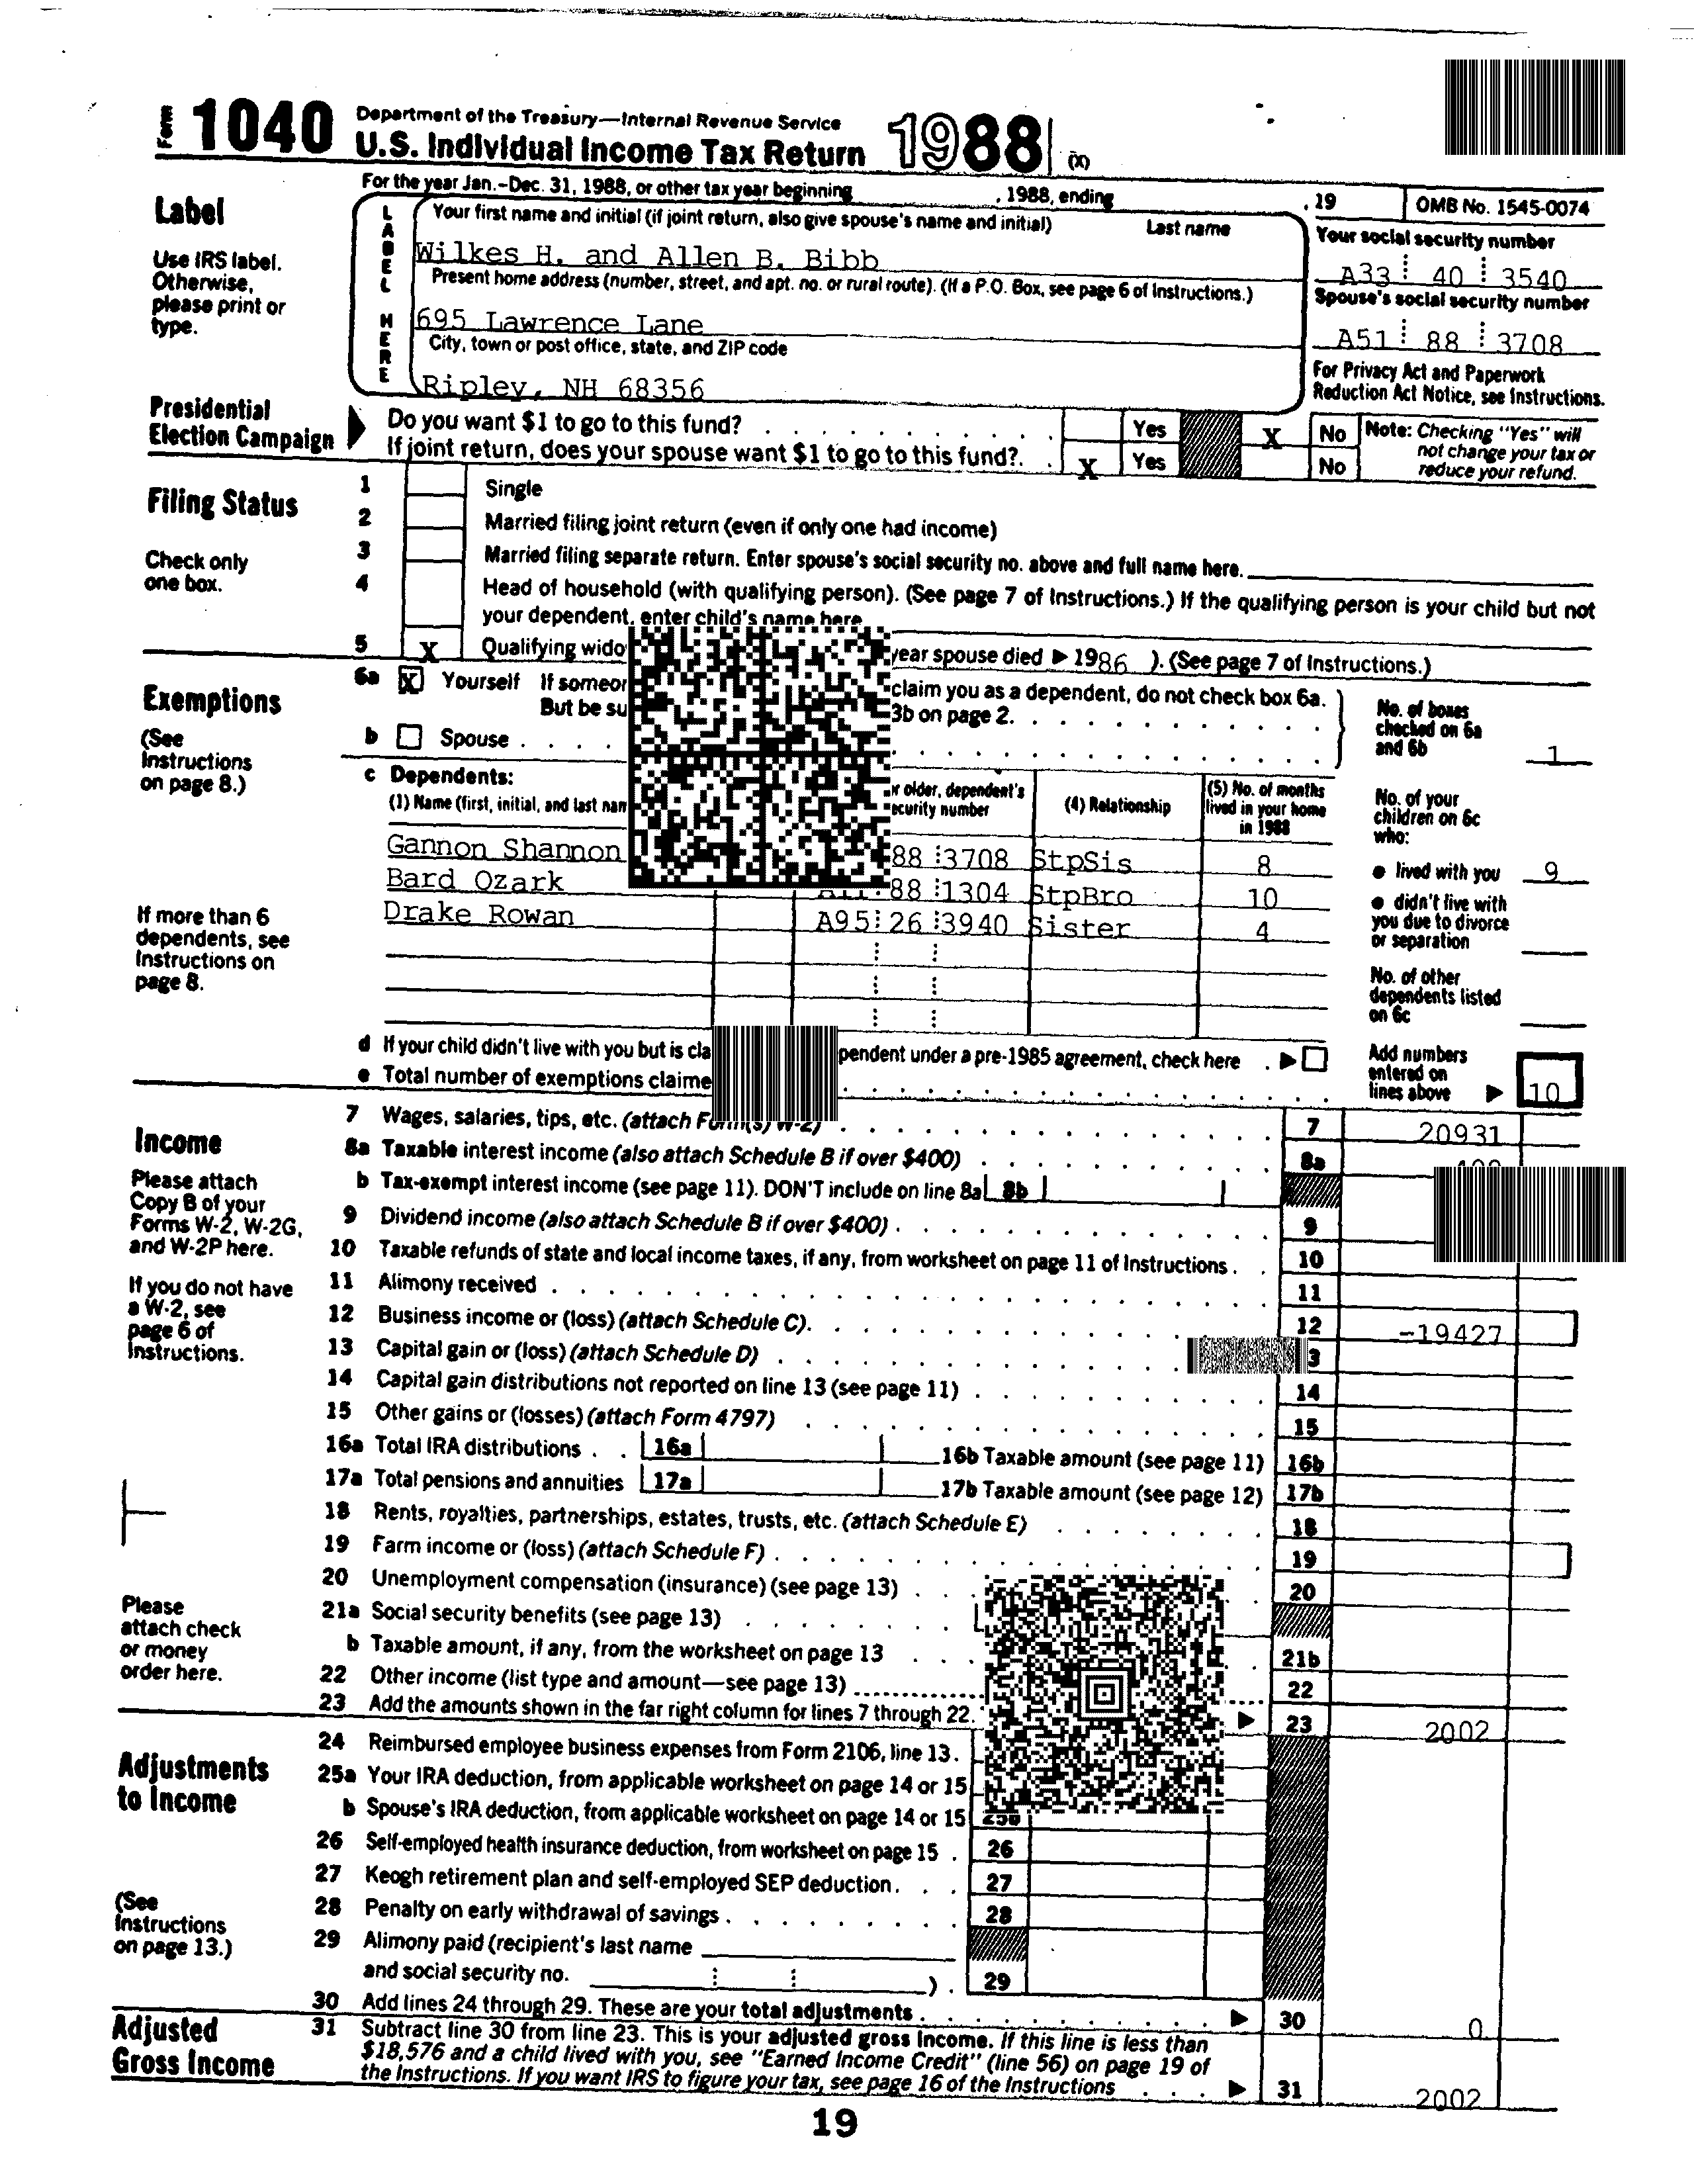 Form 1040 Department of the Treasury—Internal Revenue Service
U.S. Individual Income Tax Return 1988 (X)
For the year Jan.-Dec. 31, 1988, or other tax year beginning , 1988, ending , 19 OMB No. 1545-0074
Label
Use IRS label. Otherwise, please print or type.
LABEL HERE
Your first name and initial (if joint return, also give spouse's name and initial) Last name
Wilkes H. and Allen B. Bibb
Your social security number
A33 40 3540
Present home address (number, street, and apt. no. or rural route). (If a P.O. Box, see page 6 of Instructions.)
695 Lawrence Lane
Spouse's social security number
A51 88 3708
City, town or post office, state, and ZIP code
Ripley, NH 68356
For Privacy Act and Paperwork Reduction Act Notice, see Instructions.
Presidential Election Campaign
Do you want $1 to go to this fund? Yes X No
If joint return, does your spouse want $1 to go to this fund? X Yes No
Note: Checking "Yes" will not change your tax or reduce your refund.
Filing Status
Check only one box.
1 Single
2 Married filing joint return (even if only one had income)
3 Married filing separate return. Enter spouse's social security no. above and full name here.
4 Head of household (with qualifying person). (See page 7 of Instructions.) If the qualifying person is your child but not
your dependent, enter child's name here
5 X Qualifying year spouse died ▶ 1986 ). (See page 7 of Instructions.)
Exemptions
(See Instructions on page 8.)
6a X Yourself If claim you as a dependent, do not check box 6a.
But be 3b on page 2.
b Spouse
No. of boxes checked on 6a and 6b 1
c Dependents:
(1) Name (first, initial, and last older, dependent's number (4) Relationship (5) No. of months lived in your home in 1988
Gannon Shannon 88 3708 StpSis 8
Bard Ozark 88 1304 StpBro 10
Drake Rowan A95 26 3940 Sister 4
If more than 6 dependents, see Instructions on page 8.
No. of your children on 6c who:
● lived with you 9
● didn't live with you due to divorce or separation
No. of other dependents listed on 6c
d If your child didn't live with you but is under a pre-1985 agreement, check here ▶
e Total number of exemptions
Add numbers entered on lines above ▶ 10
Income
Please attach Copy B of your Forms W-2, W-2G, and W-2P here.
If you do not have a W-2, see page 6 of Instructions.
Please attach check or money order here.
7 Wages, salaries, tips, etc. (attach Form(s) W-2) 7 20931
8a Taxable interest income (also attach Schedule B if over $400) 8a
b Tax-exempt interest income (see page 11). DON'T include on line 8a 8b
9 Dividend income (also attach Schedule B if over $400) 9
10 Taxable refunds of state and local income taxes, if any, from worksheet on page 11 of Instructions 10
11 Alimony received 11
12 Business income or (loss) (attach Schedule C) 12 -19427
13 Capital gain or (loss) (attach Schedule D) 3
14 Capital gain distributions not reported on line 13 (see page 11) 14
15 Other gains or (losses) (attach Form 4797) 15
16a Total IRA distributions 16a 16b Taxable amount (see page 11) 16b
17a Total pensions and annuities 17a 17b Taxable amount (see page 12) 17b
18 Rents, royalties, partnerships, estates, trusts, etc. (attach Schedule E) 18
19 Farm income or (loss) (attach Schedule F) 19
20 Unemployment compensation (insurance) (see page 13) 20
21a Social security benefits (see page 13)
b Taxable amount, if any, from the worksheet on page 13 21b
22 Other income (list type and amount—see page 13) 22
23 Add the amounts shown in the far right column for lines 7 through 22. ▶ 23 2002
Adjustments to Income
(See Instructions on page 13.)
24 Reimbursed employee business expenses from Form 2106, line 13.
25a Your IRA deduction, from applicable worksheet on page 14 or 15
b Spouse's IRA deduction, from applicable worksheet on page 14 or 15 25b
26 Self-employed health insurance deduction, from worksheet on page 15 26
27 Keogh retirement plan and self-employed SEP deduction 27
28 Penalty on early withdrawal of savings 28
29 Alimony paid (recipient's last name
and social security no. ) 29
30 Add lines 24 through 29. These are your total adjustments ▶ 30 0
Adjusted Gross Income
31 Subtract line 30 from line 23. This is your adjusted gross income. If this line is less than
$18,576 and a child lived with you, see "Earned Income Credit" (line 56) on page 19 of
the Instructions. If you want IRS to figure your tax, see page 16 of the Instructions ▶ 31 2002
19